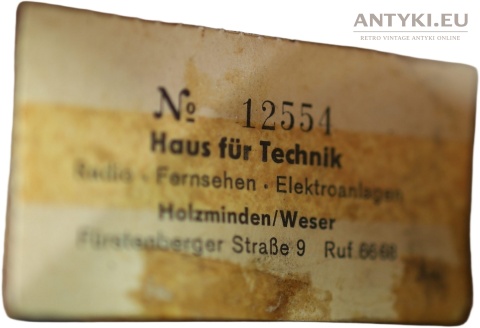 ANTYKI.EU
RETRO VINTAGE ANTYKI ONLINE
№ 12554
Haus für Technik
Radio · Fernsehen · Elektroanlagen
Holzminden/Weser
Fürstenberger Straße 9 Ruf 6666